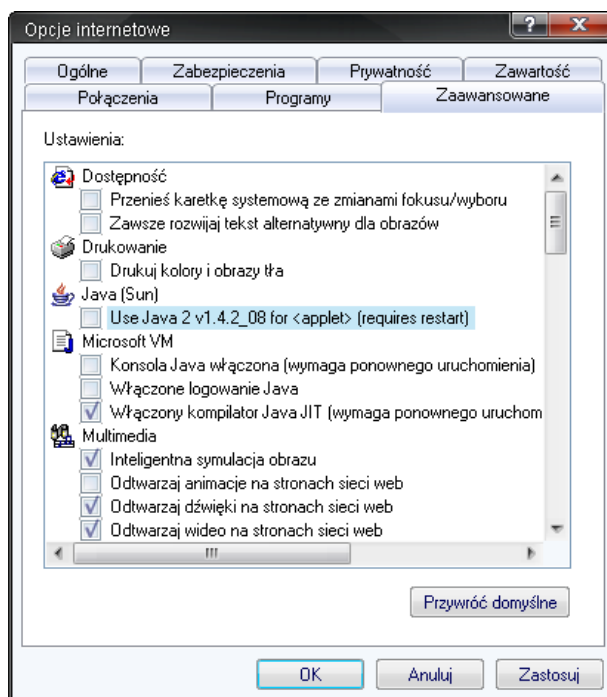 Opcje internetowe
Ogólne Zabezpieczenia Prywatność Zawartość
Połączenia Programy Zaawansowane
Ustawienia:
Dostępność
Przenieś karetkę systemową ze zmianami fokusu/wyboru
Zawsze rozwijaj tekst alternatywny dla obrazów
Drukowanie
Drukuj kolory i obrazy tła
Java (Sun)
Use Java 2 v1.4.2_08 for <applet> (requires restart)
Microsoft VM
Konsola Java włączona (wymaga ponownego uruchomienia)
Włączone logowanie Java
Włączony kompilator Java JIT (wymaga ponownego uruchom
Multimedia
Inteligentna symulacja obrazu
Odtwarzaj animacje na stronach sieci web
Odtwarzaj dźwięki na stronach sieci web
Odtwarzaj wideo na stronach sieci web
Przywróć domyślne
OK Anuluj Zastosuj